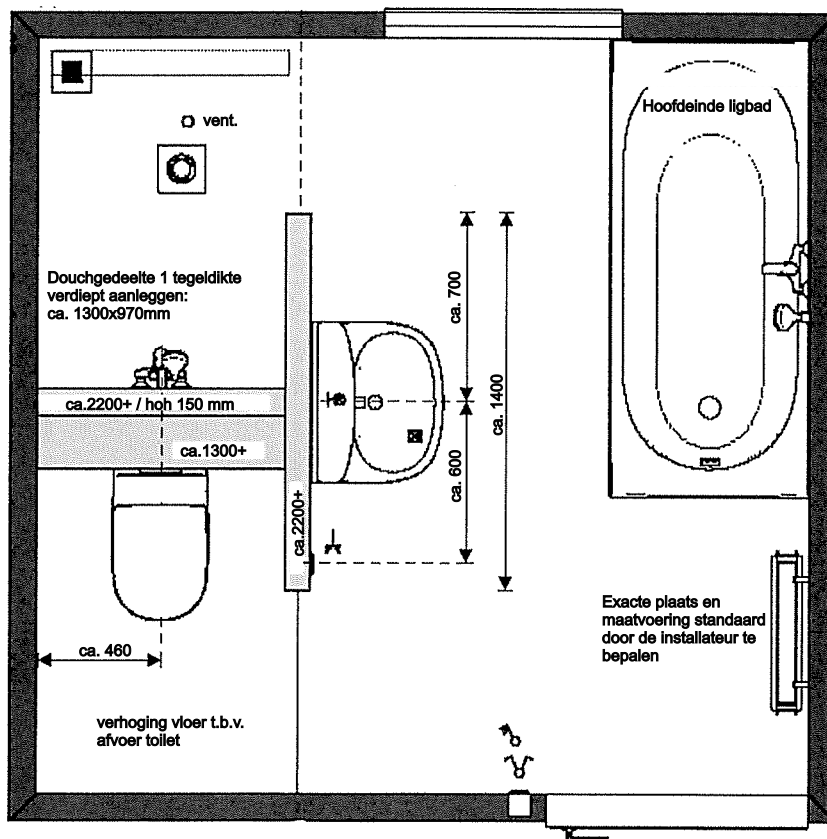 Hoofdeinde ligbad
vent.
Douchgedeelte 1 tegeldikte
verdiept aanleggen:
ca. 1300x970mm
ca. 700
ca. 1400
ca.2200+ / hoh 150 mm
ca.1300+
ca. 600
ca.2200+
Exacte plaats en
maatvoering standaard
door de installateur te
bepalen
ca. 460
verhoging vloer t.b.v.
afvoer toilet